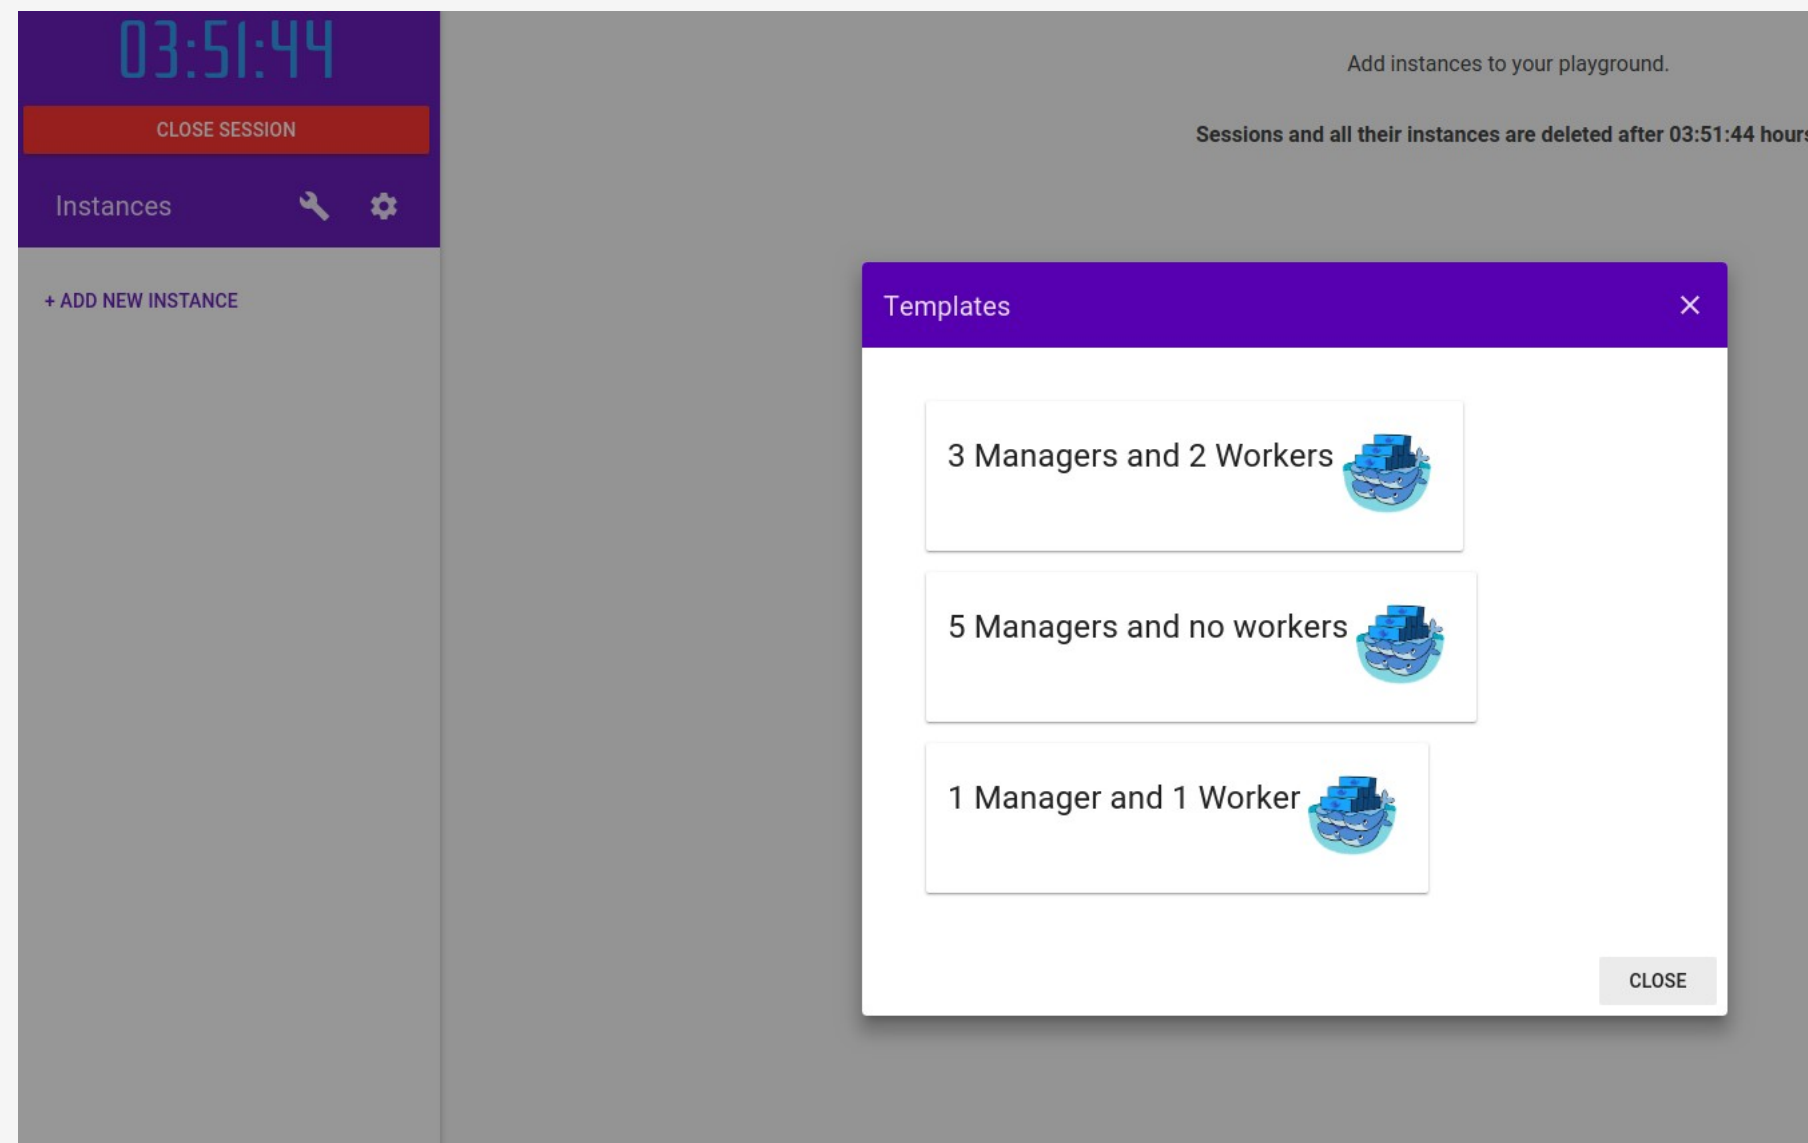 03:51:44
CLOSE SESSION
Instances
+ ADD NEW INSTANCE
Add instances to your playground.
Sessions and all their instances are deleted after 03:51:44 hours
Templates
3 Managers and 2 Workers
5 Managers and no workers
1 Manager and 1 Worker
CLOSE